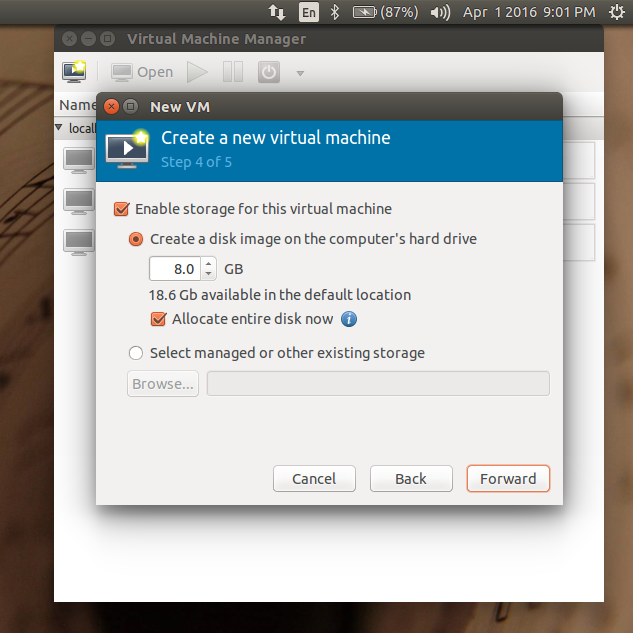 En (87%) Apr 1 2016 9:01 PM
Virtual Machine Manager
Open
Name
New VM
Create a new virtual machine
Step 4 of 5
Enable storage for this virtual machine
Create a disk image on the computer's hard drive
8.0 GB
18.6 Gb available in the default location
Allocate entire disk now i
Select managed or other existing storage
Browse...
Cancel Back Forward